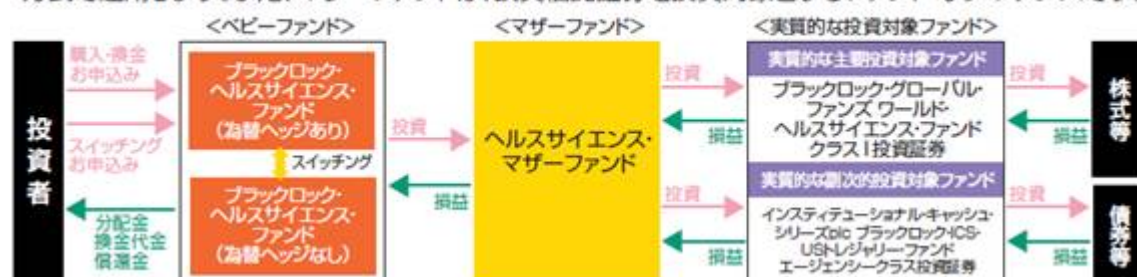 <ベビーファンド>
<マザーファンド>
<実質的な投資対象ファンド>
投資者
購入・換金
お申込み
スイッチング
お申込み
分配金
換金代金
償還金
ブラックロック・
ヘルスサイエンス・
ファンド
(為替ヘッジあり)
スイッチング
ブラックロック・
ヘルスサイエンス・
ファンド
(為替ヘッジなし)
投資
損益
ヘルスサイエンス・
マザーファンド
投資
損益
投資
損益
実質的な主要投資対象ファンド
ブラックロック・グローバル・
ファンズ ワールド・
ヘルスサイエンス・ファンド
クラスI投資証券
実質的な副次的投資対象ファンド
インスティテューショナル・キャッシュ・
シリーズplc ブラックロック・ICS・
USトレジャリー・ファンド
エージェンシークラス投資証券
投資
損益
投資
損益
株式等
債券等